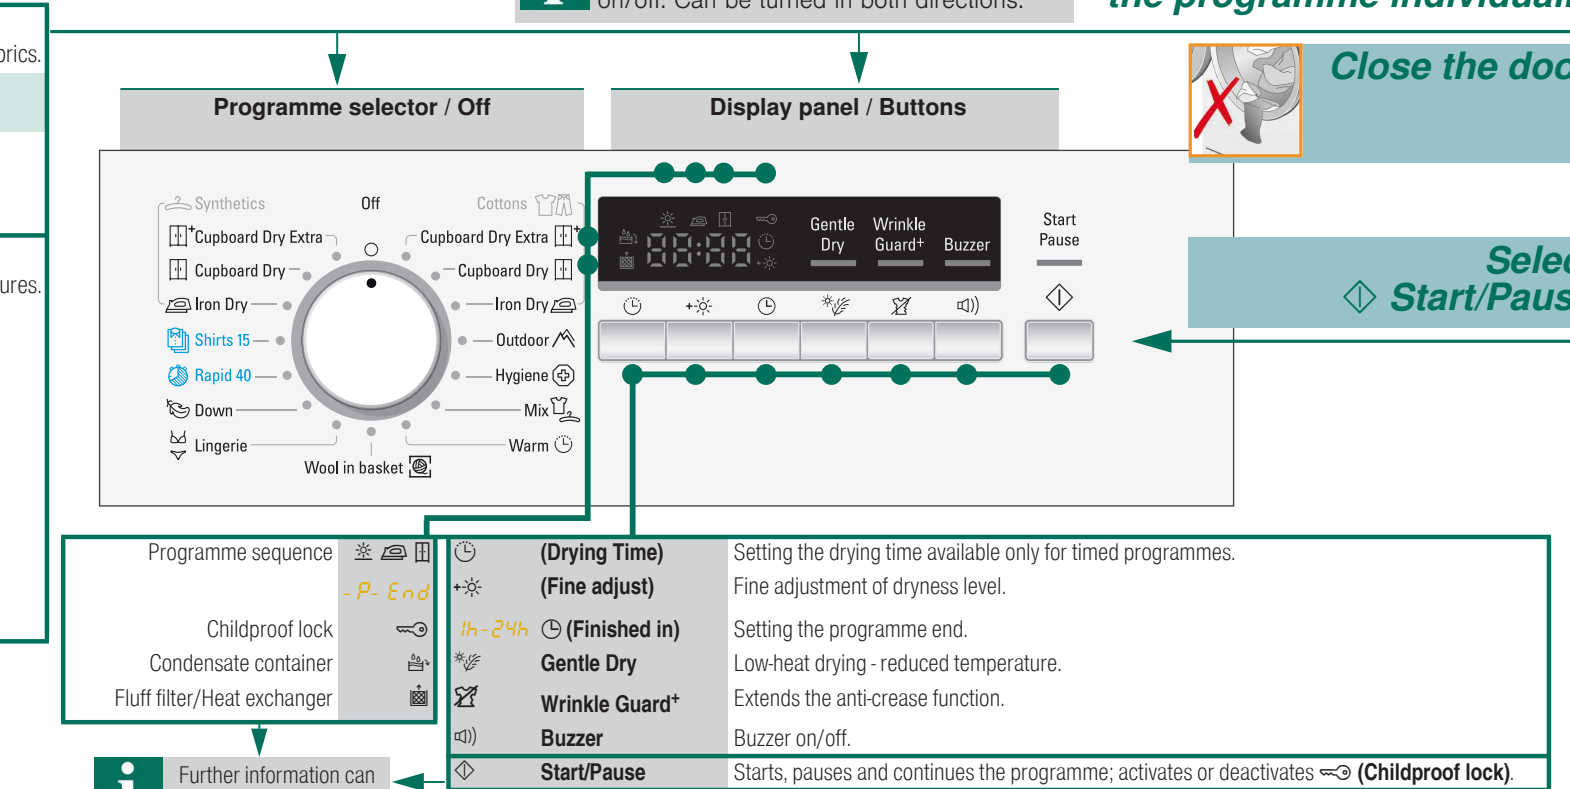 on/off. Can be turned in both directions.
the programme individual
brics.
ures.
Programme selector / Off
Display panel / Buttons
Close the doo
Selec
Start/Paus
Synthetics
Off
Cottons
+Cupboard Dry Extra
Cupboard Dry Extra +
Cupboard Dry
Cupboard Dry
Iron Dry
Iron Dry
Shirts 15
Outdoor
Rapid 40
Hygiene
Down
Mix
Lingerie
Warm
Wool in basket
88:88
Gentle
Dry
Wrinkle
Guard+
Buzzer
Start
Pause
Programme sequence
-P- End
Childproof lock
Condensate container
Fluff filter/Heat exchanger
(Drying Time) Setting the drying time available only for timed programmes.
(Fine adjust) Fine adjustment of dryness level.
1h-24h (Finished in) Setting the programme end.
Gentle Dry Low-heat drying - reduced temperature.
Wrinkle Guard+ Extends the anti-crease function.
Buzzer Buzzer on/off.
Start/Pause Starts, pauses and continues the programme; activates or deactivates (Childproof lock).
i Further information can